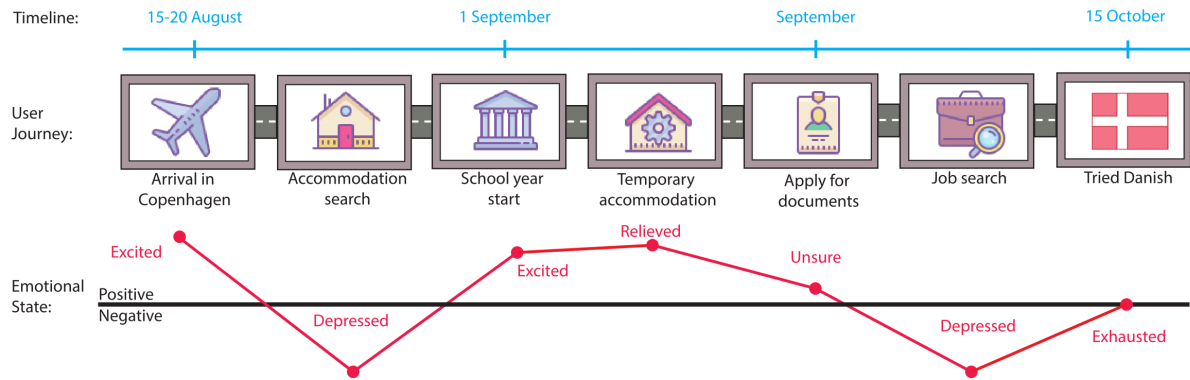 Timeline:
15-20 August
1 September
September
15 October
User
Journey:
Arrival in
Copenhagen
Accommodation
search
School year
start
Temporary
accommodation
Apply for
documents
Job search
Tried Danish
Emotional
State:
Positive
Negative
Excited
Depressed
Excited
Relieved
Unsure
Depressed
Exhausted